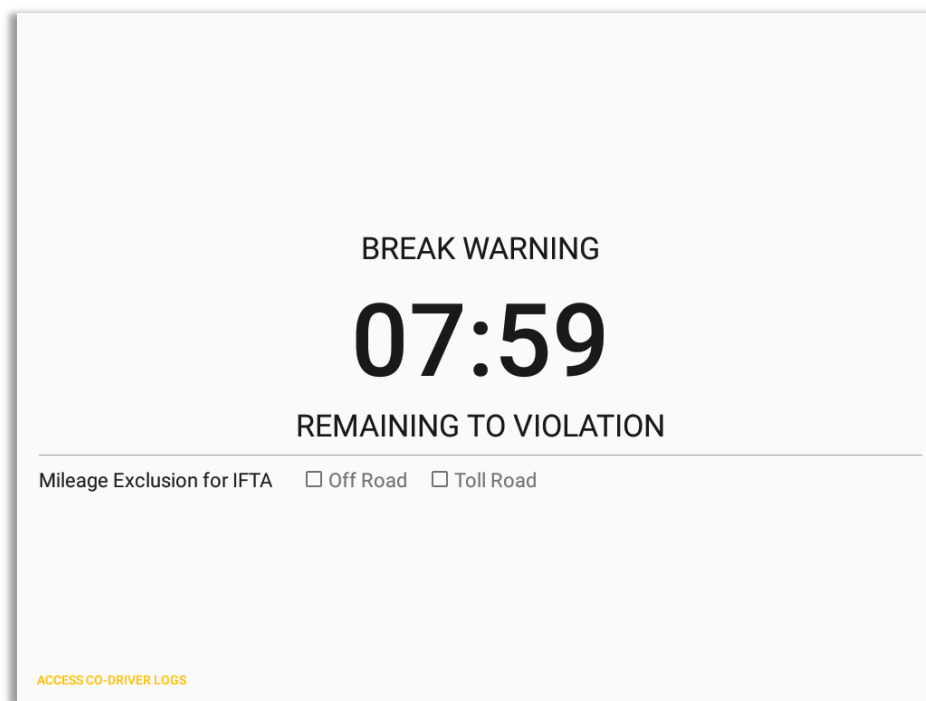 BREAK WARNING
07:59
REMAINING TO VIOLATION
Mileage Exclusion for IFTA Off Road Toll Road
ACCESS CO-DRIVER LOGS